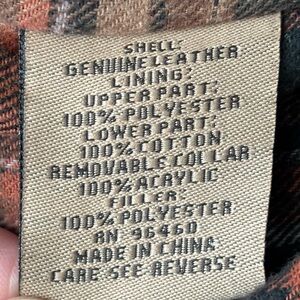 SHELL:
GENUINE LEATHER
LINING:
UPPER PART:
100% POLYESTER
LOWER PART:
100% COTTON
REMOVABLE COLLAR
100% ACRYLIC
FILLER:
100% POLYESTER
RN 96460
MADE IN CHINA
CARE SEE REVERSE